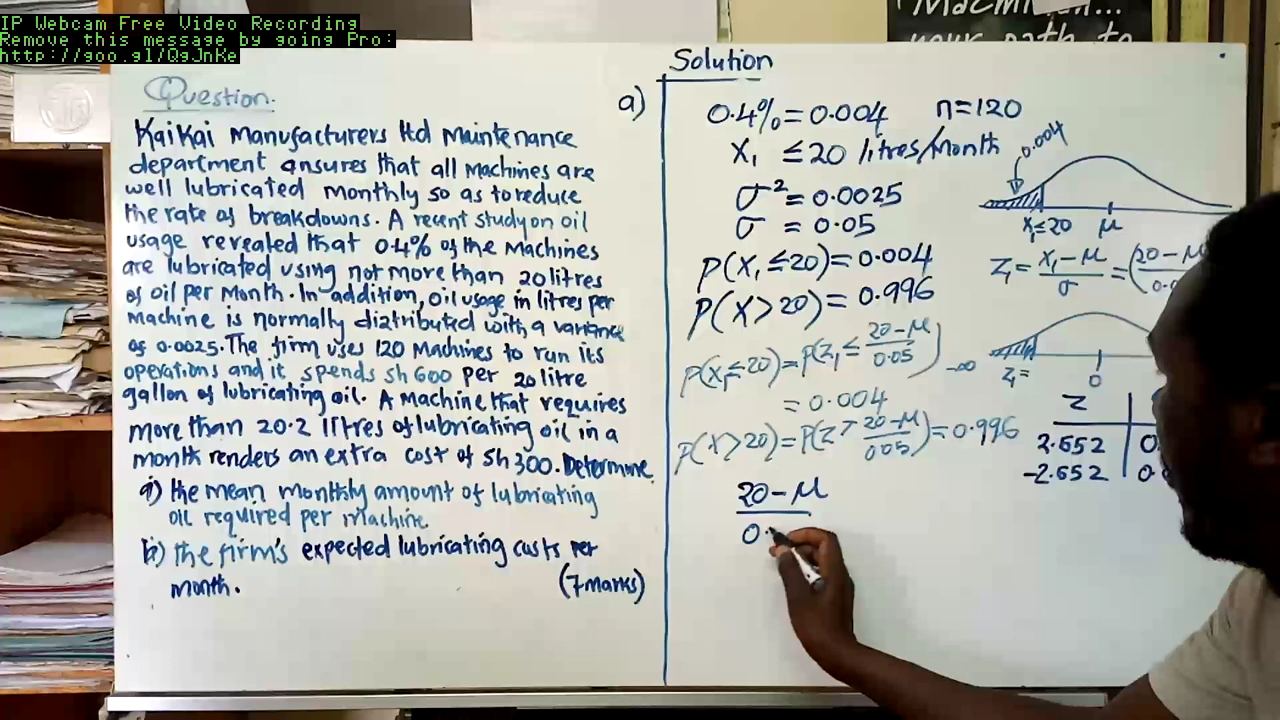 IP Webcam Free Video Recording
Remove this message by going Pro:
http://goo.gl/Q9JnKe
MacMil...
your path to
Question.
KaiKai Manufacturers Ltd Maintenance
department ensures that all machines are
well lubricated monthly so as to reduce
the rate of breakdowns. A recent study on oil
usage revealed that 0.4% of the Machines
are lubricated using not more than 20 litres
of oil per Month. In addition, oil usage in litres per
machine is normally distributed with a variance
of 0.0025. The firm uses 120 Machines to run its
operations and it spends sh 600 per 20 litre
gallon of lubricating oil. A Machine that requires
more than 20.2 litres of lubricating oil in a
month renders an extra cost of Sh 300. Determine
a) the mean monthly amount of lubricating
oil required per machine.
b) the firm's expected lubricating costs per
month. (7 marks)
Solution
a) 0.4% = 0.004 n = 120
X₁ ≤ 20 litres/month
σ² = 0.0025
σ = 0.05
P(X₁ ≤ 20) = 0.004
P(X > 20) = 0.996
P(X₁ ≤ 20) = P(Z₁ ≤ 20-μ/0.05)
= 0.004
P(X > 20) = P(Z > 20-μ/0.05) = 0.996
20-μ
0.
0.004
X₁ ≤ 20 μ
Z₁ = X₁-μ/σ = (20-μ
-∞ Z₁= 0
Z
2.652
-2.652